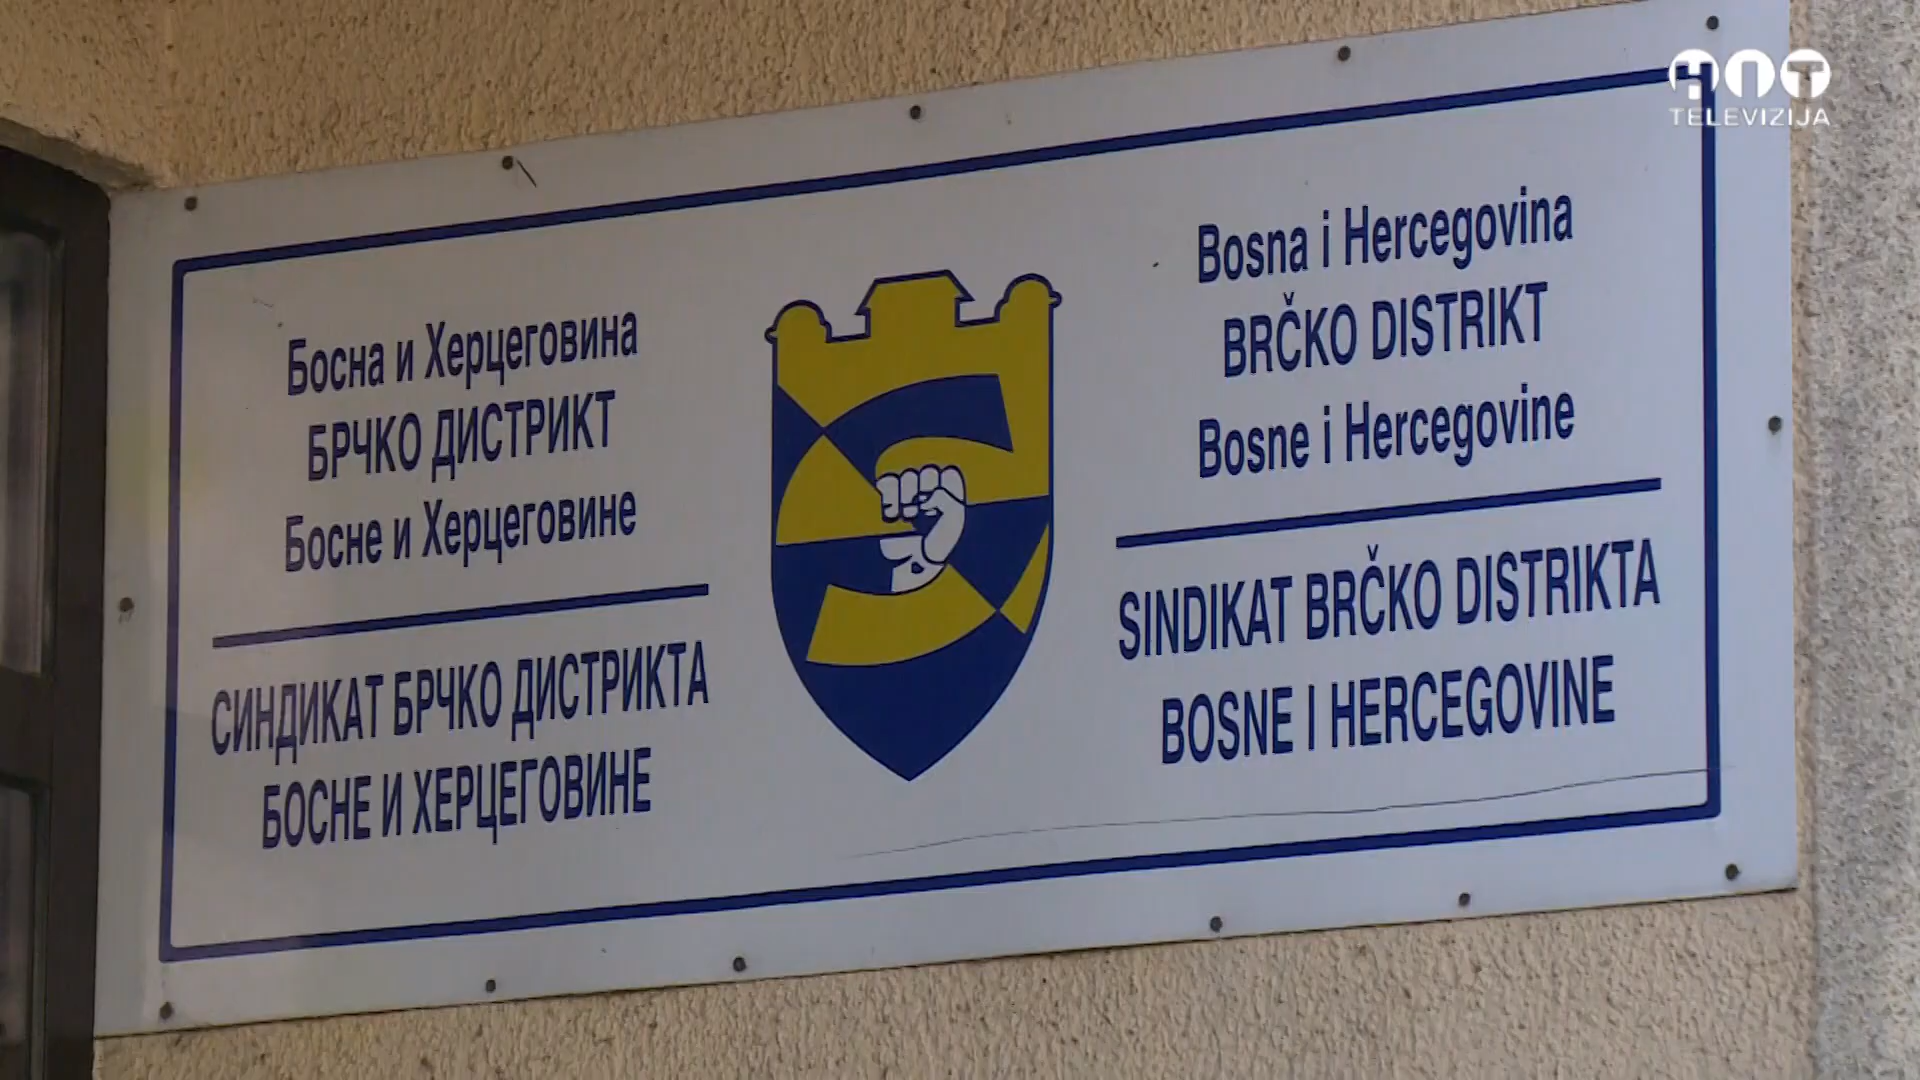 Босна и Херцеговина
БРЧКО ДИСТРИКТ
Босне и Херцеговине
СИНДИКАТ БРЧКО ДИСТРИКТА
БОСНЕ И ХЕРЦЕГОВИНЕ
Bosna i Hercegovina
BRČKO DISTRIKT
Bosne i Hercegovine
SINDIKAT BRČKO DISTRIKTA
BOSNE I HERCEGOVINE
HIT
TELEVIZIJA